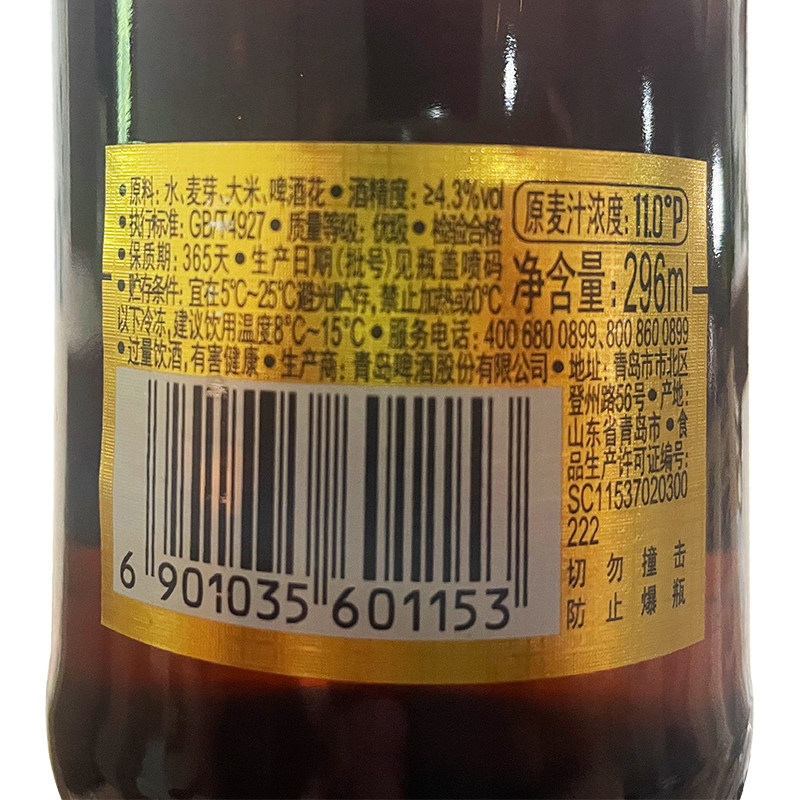 • 原料: 水、麦芽、大米、啤酒花 • 酒精度: ≥4.3%vol
• 执行标准: GB/T4927 • 质量等级: 优级 • 检验合格
• 保质期: 365天 • 生产日期(批号)见瓶盖喷码
• 贮存条件: 宜在5°C~25°C避光贮存,禁止加热或0°C
以下冷冻,建议饮用温度8°C~15°C • 服务电话: 400 680 0899、800 860 0899
• 过量饮酒,有害健康 • 生产商: 青岛啤酒股份有限公司 • 地址: 青岛市市北区
登州路56号 • 产地:
山东省青岛市 • 食
品生产许可证编号:
SC11537020300
222
原麦汁浓度: 11.0°P
净含量: 296ml
切勿撞击
防止爆瓶
6 901035 601153